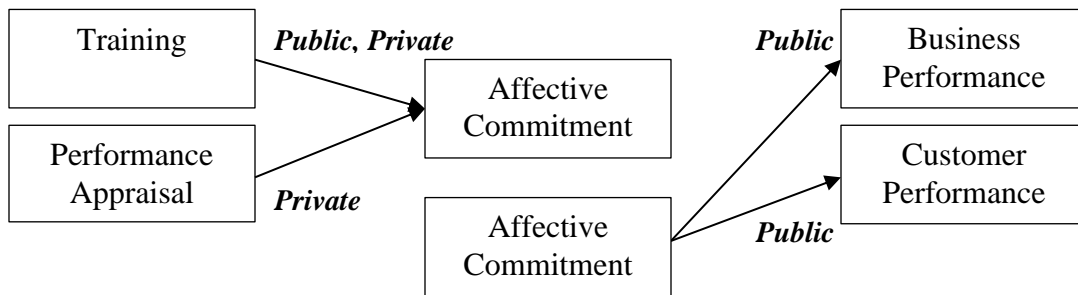 Training
Public, Private
Public
Business
Performance
Affective
Commitment
Performance
Appraisal
Private
Customer
Performance
Affective
Commitment
Public